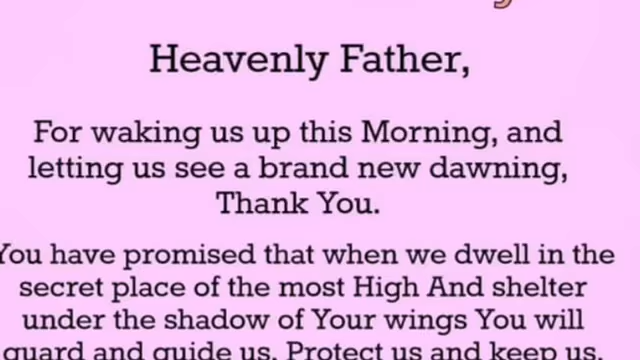 Heavenly Father,
For waking us up this Morning, and
letting us see a brand new dawning,
Thank You.
You have promised that when we dwell in the
secret place of the most High And shelter
under the shadow of Your wings You will
guard and guide us. Protect us and keep us.